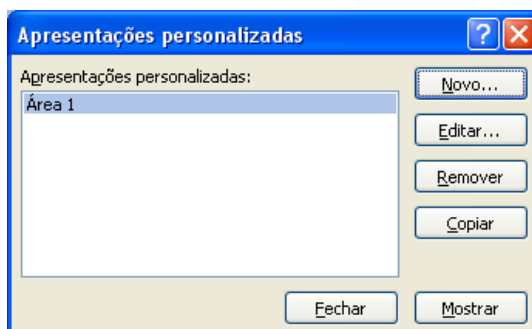 Apresentações personalizadas
Apresentações personalizadas:
Área 1
Novo...
Editar...
Remover
Copiar
Fechar
Mostrar